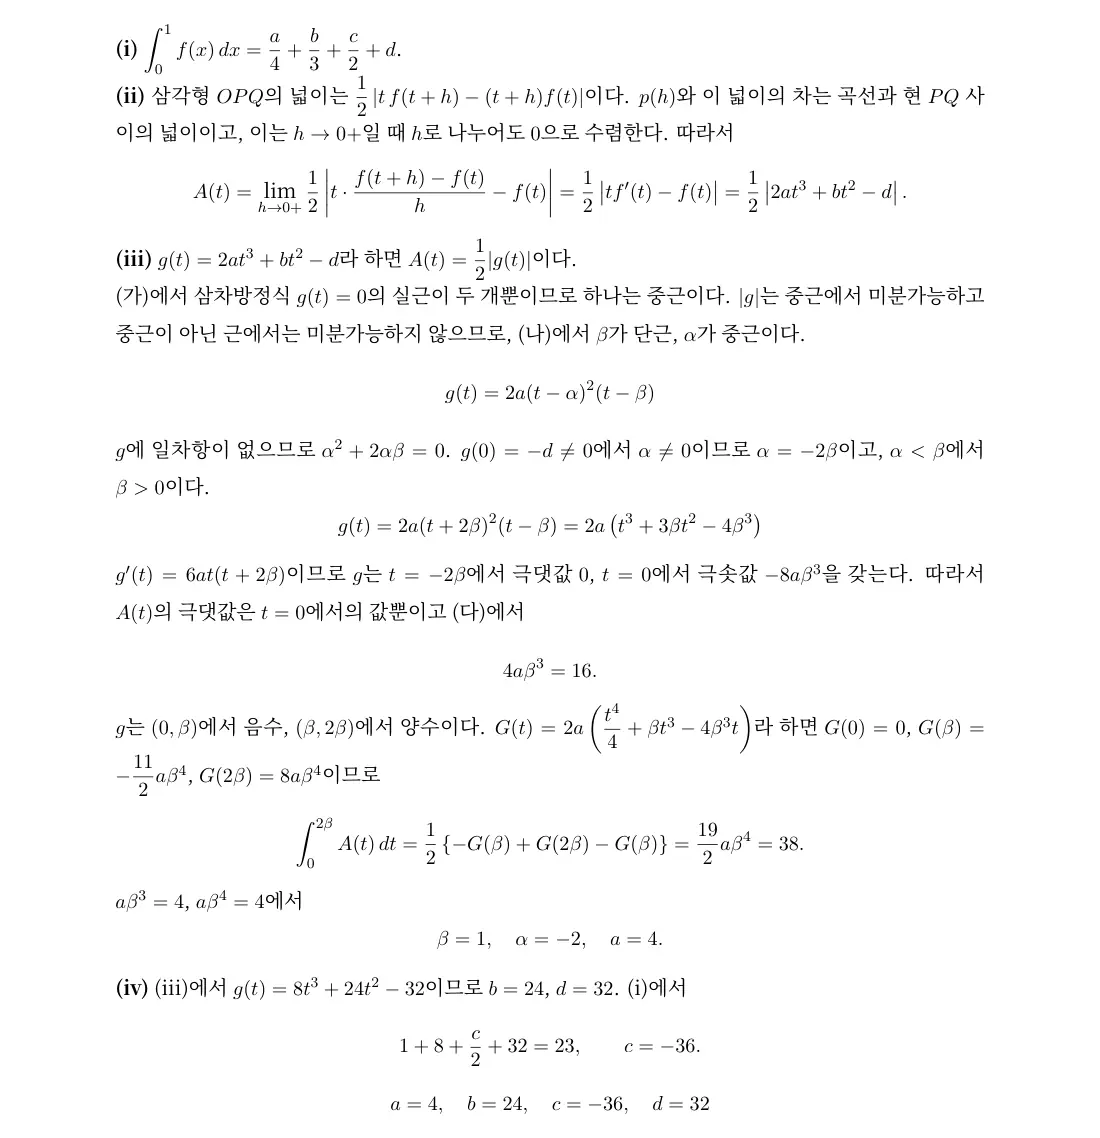 (i) ∫_0^1 f(x) dx = a/4 + b/3 + c/2 + d.
(ii) 삼각형 OPQ의 넓이는 1/2 |t f(t + h) − (t + h)f(t)|이다. p(h)와 이 넓이의 차는 곡선과 현 PQ 사
이의 넓이이고, 이는 h → 0+일 때 h로 나누어도 0으로 수렴한다. 따라서
A(t) = lim_{h→0+} 1/2 |t · (f(t + h) − f(t))/h − f(t)| = 1/2 |tf′(t) − f(t)| = 1/2 |2at³ + bt² − d| .
(iii) g(t) = 2at³ + bt² − d라 하면 A(t) = 1/2|g(t)|이다.
(가)에서 삼차방정식 g(t) = 0의 실근이 두 개뿐이므로 하나는 중근이다. |g|는 중근에서 미분가능하고
중근이 아닌 근에서는 미분가능하지 않으므로, (나)에서 β가 단근, α가 중근이다.
g(t) = 2a(t − α)²(t − β)
g에 일차항이 없으므로 α² + 2αβ = 0. g(0) = −d ≠ 0에서 α ≠ 0이므로 α = −2β이고, α < β에서
β > 0이다.
g(t) = 2a(t + 2β)²(t − β) = 2a (t³ + 3βt² − 4β³)
g′(t) = 6at(t + 2β)이므로 g는 t = −2β에서 극댓값 0, t = 0에서 극솟값 −8aβ³을 갖는다. 따라서
A(t)의 극댓값은 t = 0에서의 값뿐이고 (다)에서
4aβ³ = 16.
g는 (0, β)에서 음수, (β, 2β)에서 양수이다. G(t) = 2a (t⁴/4 + βt³ − 4β³t)라 하면 G(0) = 0, G(β) =
−11/2 aβ⁴, G(2β) = 8aβ⁴이므로
∫_0^{2β} A(t) dt = 1/2 {−G(β) + G(2β) − G(β)} = 19/2 aβ⁴ = 38.
aβ³ = 4, aβ⁴ = 4에서
β = 1, α = −2, a = 4.
(iv) (iii)에서 g(t) = 8t³ + 24t² − 32이므로 b = 24, d = 32. (i)에서
1 + 8 + c/2 + 32 = 23, c = −36.
a = 4, b = 24, c = −36, d = 32